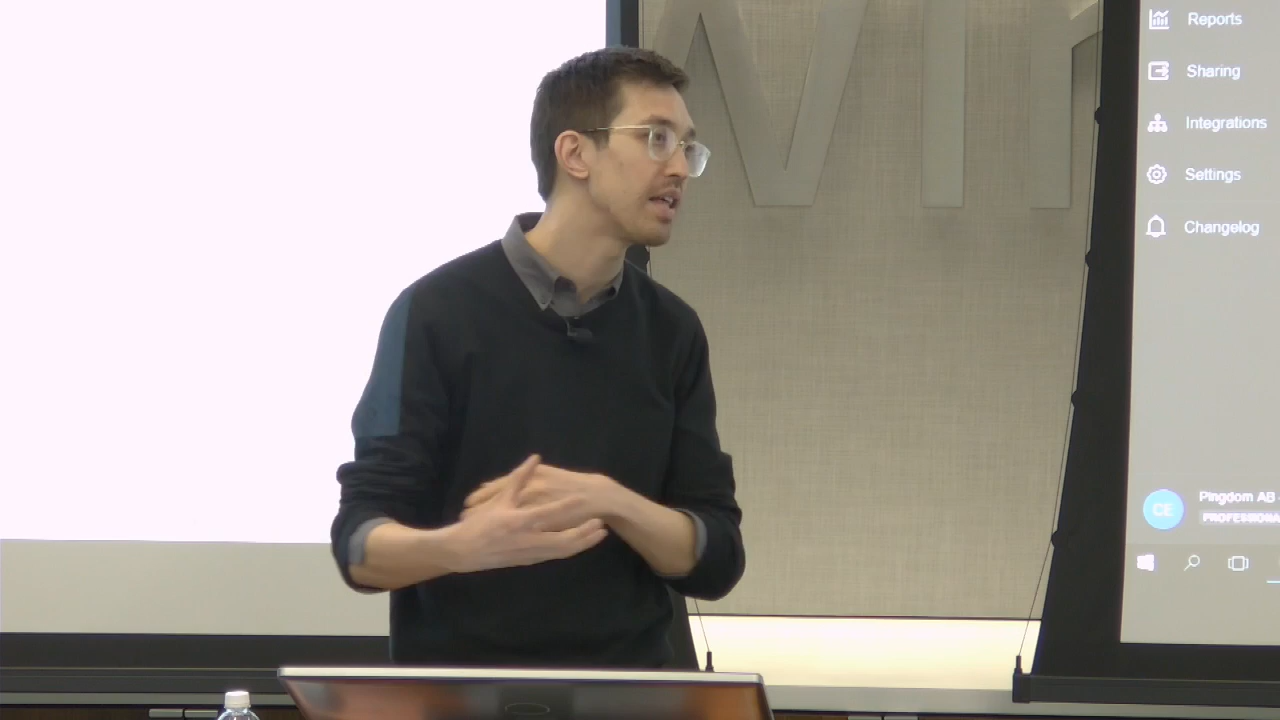 Reports
Sharing
Integrations
Settings
Changelog
CE
Pingdom AB